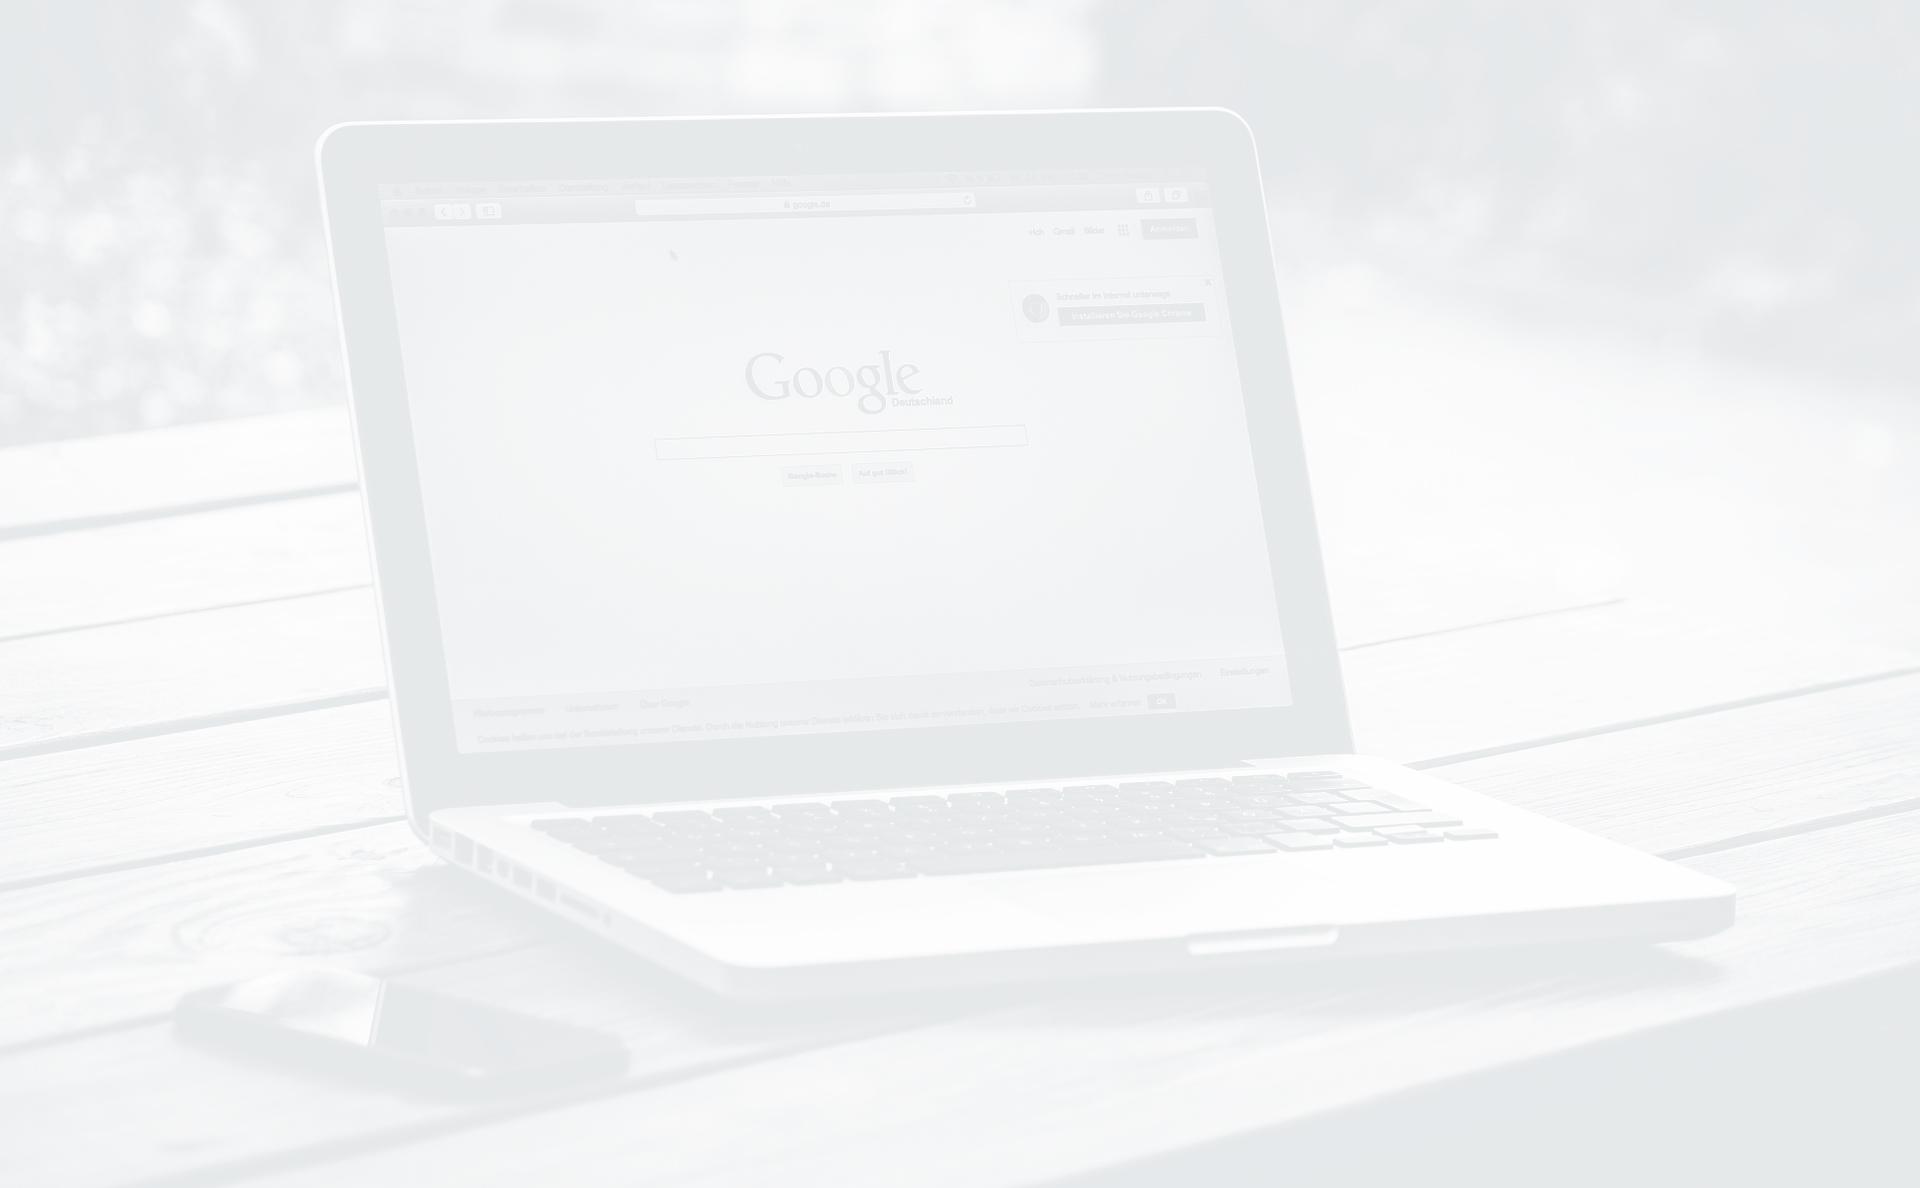 google.de
Gmail Bilder
Anmelden
Schneller im Internet unterwegs
Installieren Sie Google Chrome
Google
Deutschland
Google-Suche Auf gut Glück!
Datenschutzerklärung & Nutzungsbedingungen Einstellungen
Unternehmen Über Google
Cookies helfen uns bei der Bereitstellung unserer Dienste. Durch die Nutzung unserer Dienste erklären Sie sich damit einverstanden, dass wir Cookies setzen. Mehr erfahren OK